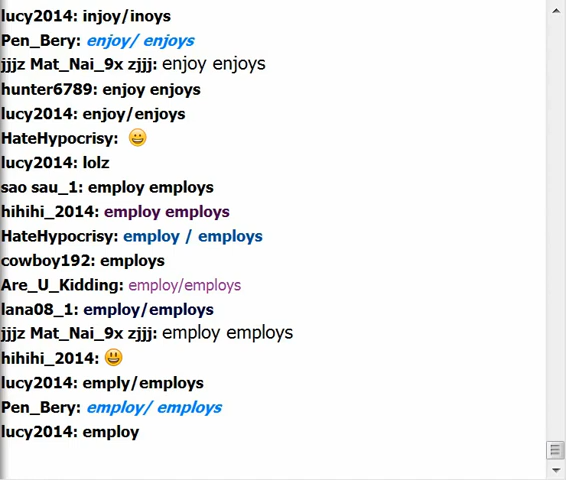 lucy2014: injoy/inoys
Pen_Bery: enjoy/ enjoys
jjjz Mat_Nai_9x zjjj: enjoy enjoys
hunter6789: enjoy enjoys
lucy2014: enjoy/enjoys
HateHypocrisy: 😀
lucy2014: lolz
sao sau_1: employ employs
hihihi_2014: employ employs
HateHypocrisy: employ / employs
cowboy192: employs
Are_U_Kidding: employ/employs
lana08_1: employ/employs
jjjz Mat_Nai_9x zjjj: employ employs
hihihi_2014: 😃
lucy2014: emply/employs
Pen_Bery: employ/ employs
lucy2014: employ